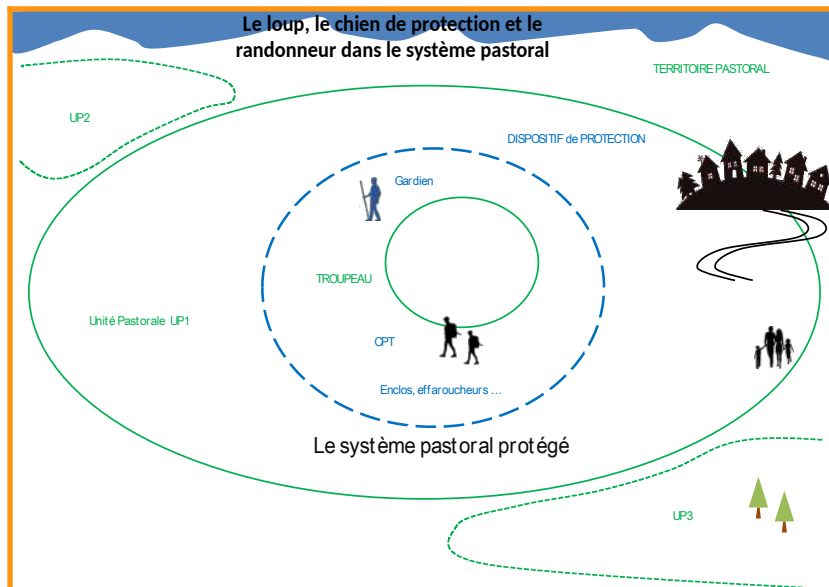 Le loup, le chien de protection et le
randonneur dans le système pastoral
TERRITOIRE PASTORAL
UP2
DISPOSITIF de PROTECTION
Gardien
TROUPEAU
Unité Pastorale UP1
CPT
Enclos, effaroucheurs ...
Le système pastoral protégé
UP3